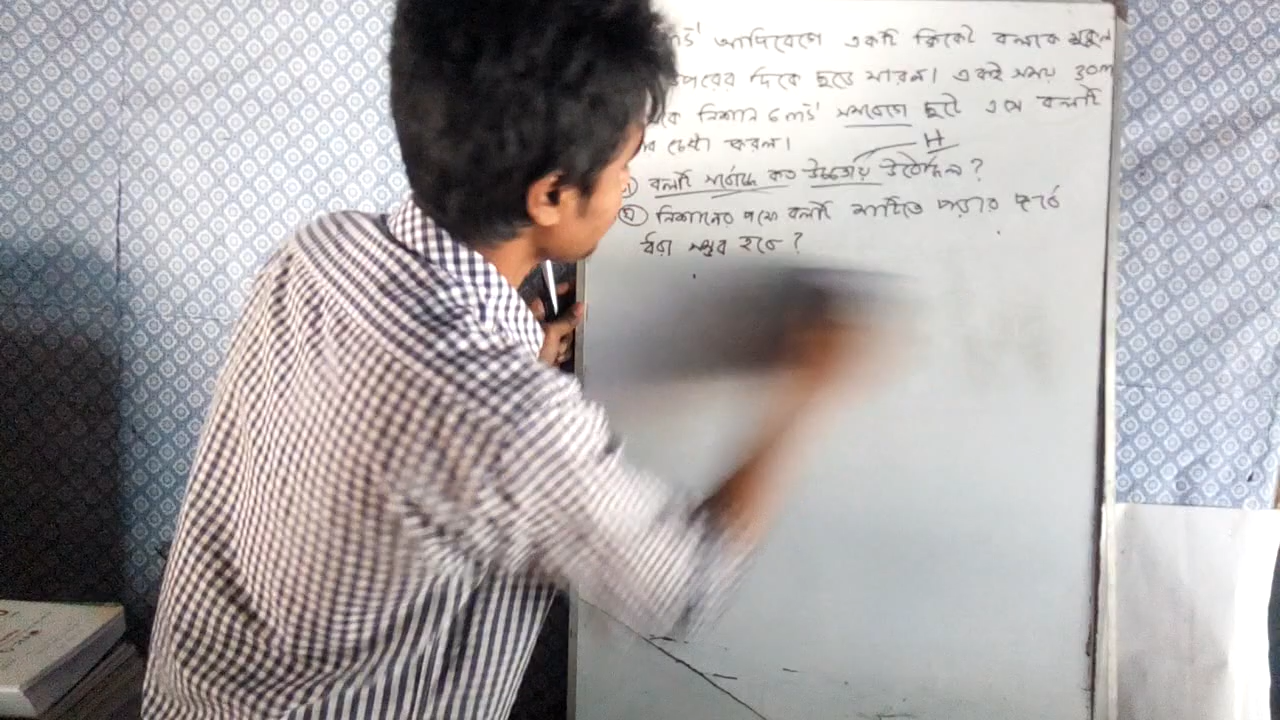 আদিবেগে একটি ক্রিকেট বলকে মুকুল
উপরের দিকে ছুড়ে মারল। একই সময় 30m
থেকে নিশান 6ms⁻¹ সমবেগে ছুটে এসে বলটি
চেষ্টা করল।
H
বলটি সর্বোচ্চ কত উচ্চতায় উঠেছিল?
ঘ নিশানের পক্ষে বলটি মাটিতে পড়ার পূর্বে
ধরা সম্ভব হবে?